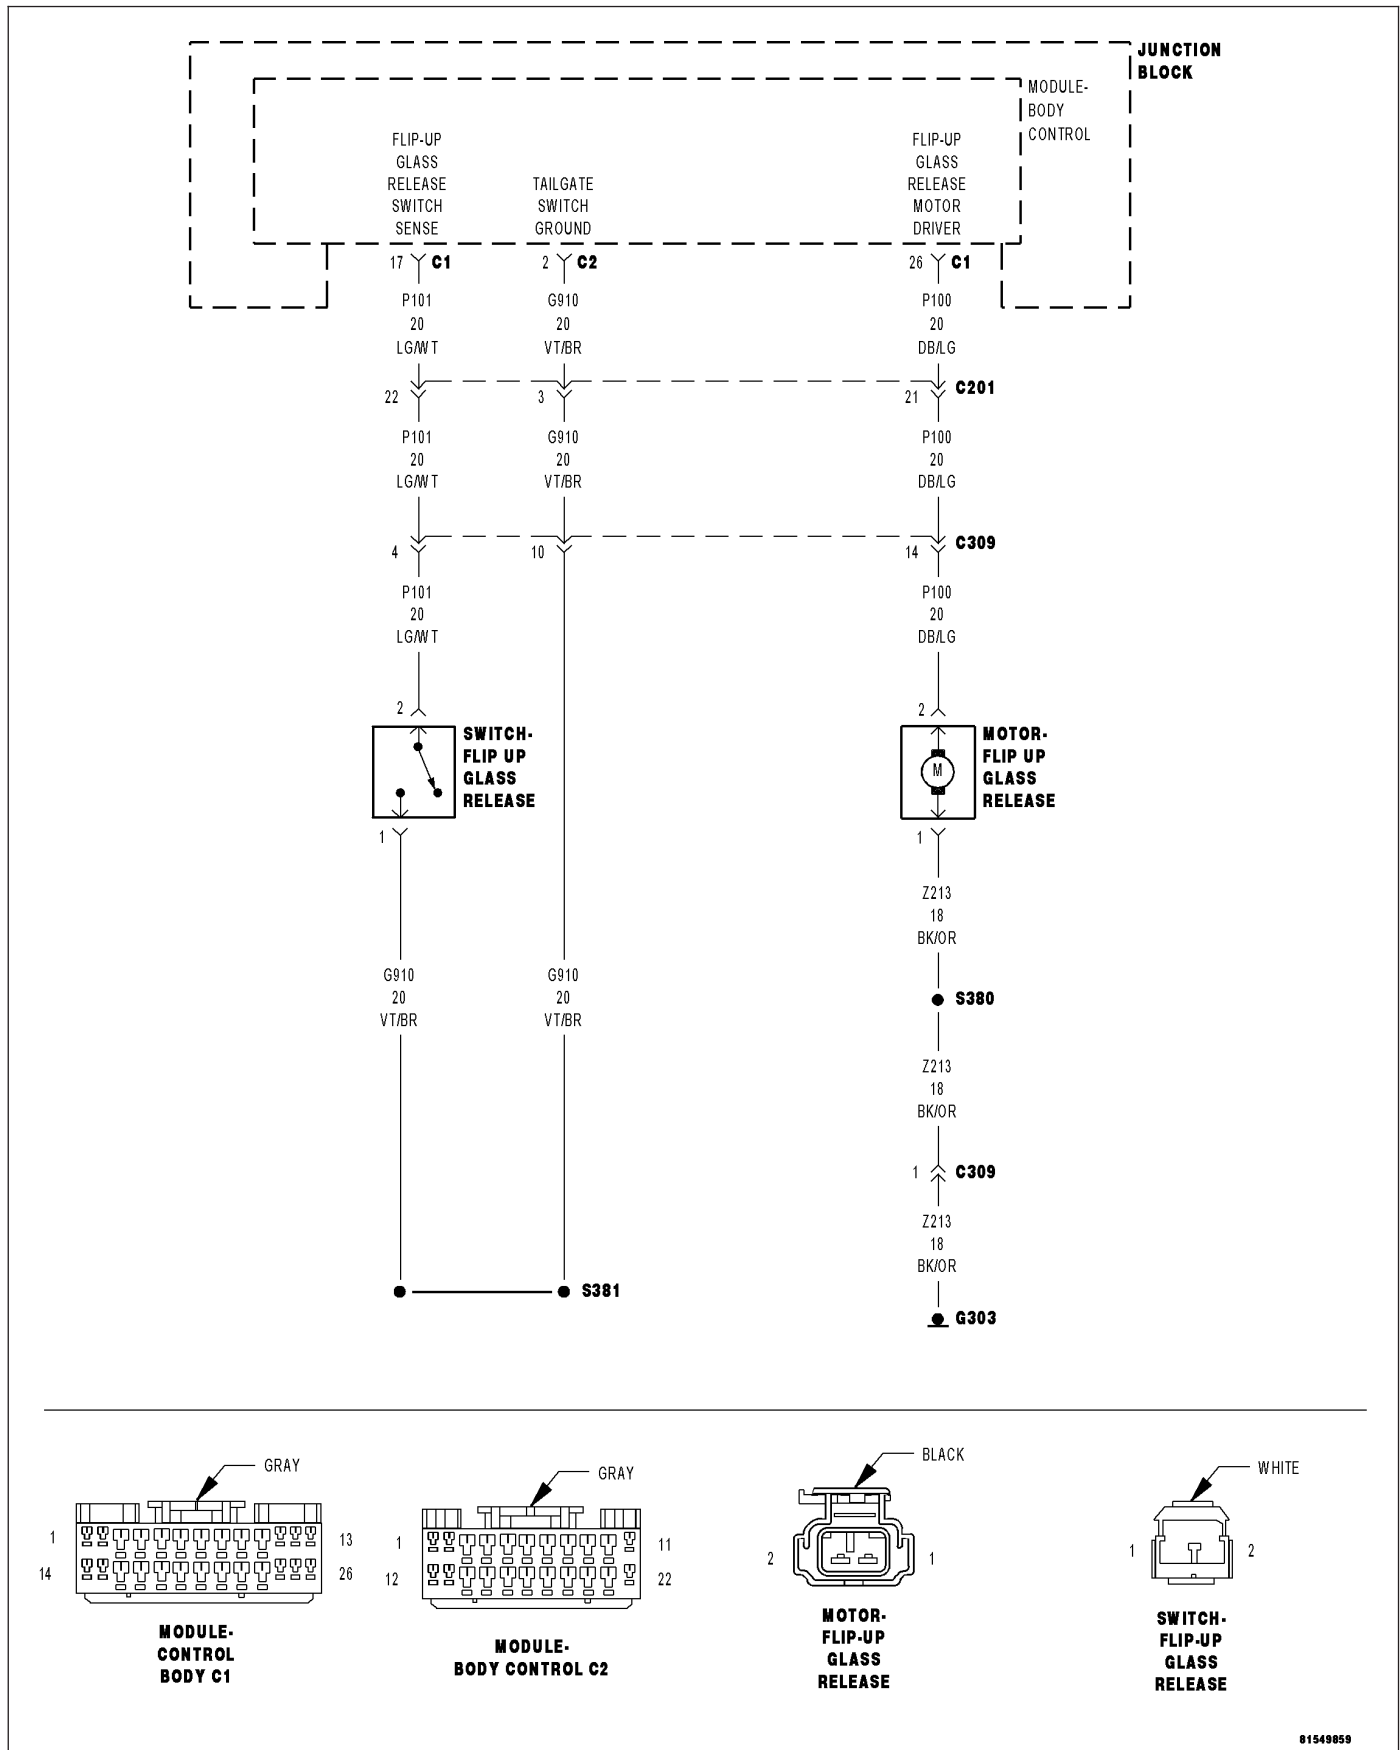 JUNCTION
BLOCK
MODULE-
BODY
CONTROL
FLIP-UP
GLASS
RELEASE
SWITCH
SENSE
TAILGATE
SWITCH
GROUND
FLIP-UP
GLASS
RELEASE
MOTOR
DRIVER
17 C1
2 C2
26 C1
P101
20
LG/WT
G910
20
VT/BR
P100
20
DB/LG
22
3
21
C201
P101
20
LG/WT
G910
20
VT/BR
P100
20
DB/LG
4
10
14
C309
P101
20
LG/WT
P100
20
DB/LG
2
SWITCH-
FLIP UP
GLASS
RELEASE
1
2
M
MOTOR-
FLIP UP
GLASS
RELEASE
1
Z213
18
BK/OR
G910
20
VT/BR
G910
20
VT/BR
S380
Z213
18
BK/OR
1 C309
Z213
18
BK/OR
S381
G303
GRAY
1
13
14
26
MODULE-
CONTROL
BODY C1
GRAY
1
11
12
22
MODULE-
BODY CONTROL C2
BLACK
2
1
MOTOR-
FLIP-UP
GLASS
RELEASE
WHITE
1
2
SWITCH-
FLIP-UP
GLASS
RELEASE
81549859